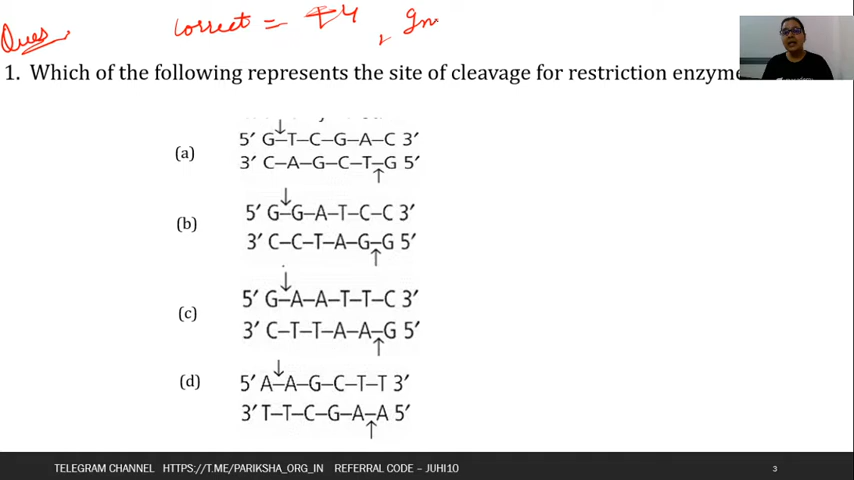 Ques
correct = +4,
1. Which of the following represents the site of cleavage for restriction enzyme
(a)
5′ G–T–C–G–A–C 3′
3′ C–A–G–C–T–G 5′
(b)
5′ G–G–A–T–C–C 3′
3′ C–C–T–A–G–G 5′
(c)
5′ G–A–A–T–T–C 3′
3′ C–T–T–A–A–G 5′
(d)
5′ A–A–G–C–T–T 3′
3′ T–T–C–G–A–A 5′
TELEGRAM CHANNEL HTTPS://T.ME/PARIKSHA_ORG_IN REFERRAL CODE – JUHI10
3